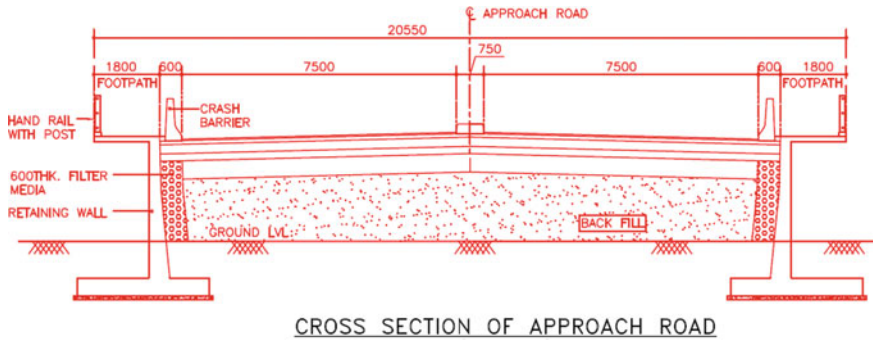 ℄ APPROACH ROAD
20550
1800 600 7500 750 7500 600 1800
FOOTPATH FOOTPATH
CRASH
BARRIER
HAND RAIL
WITH POST
600THK. FILTER
MEDIA
RETAINING WALL
GROUND LVL.
BACK FILL
CROSS SECTION OF APPROACH ROAD